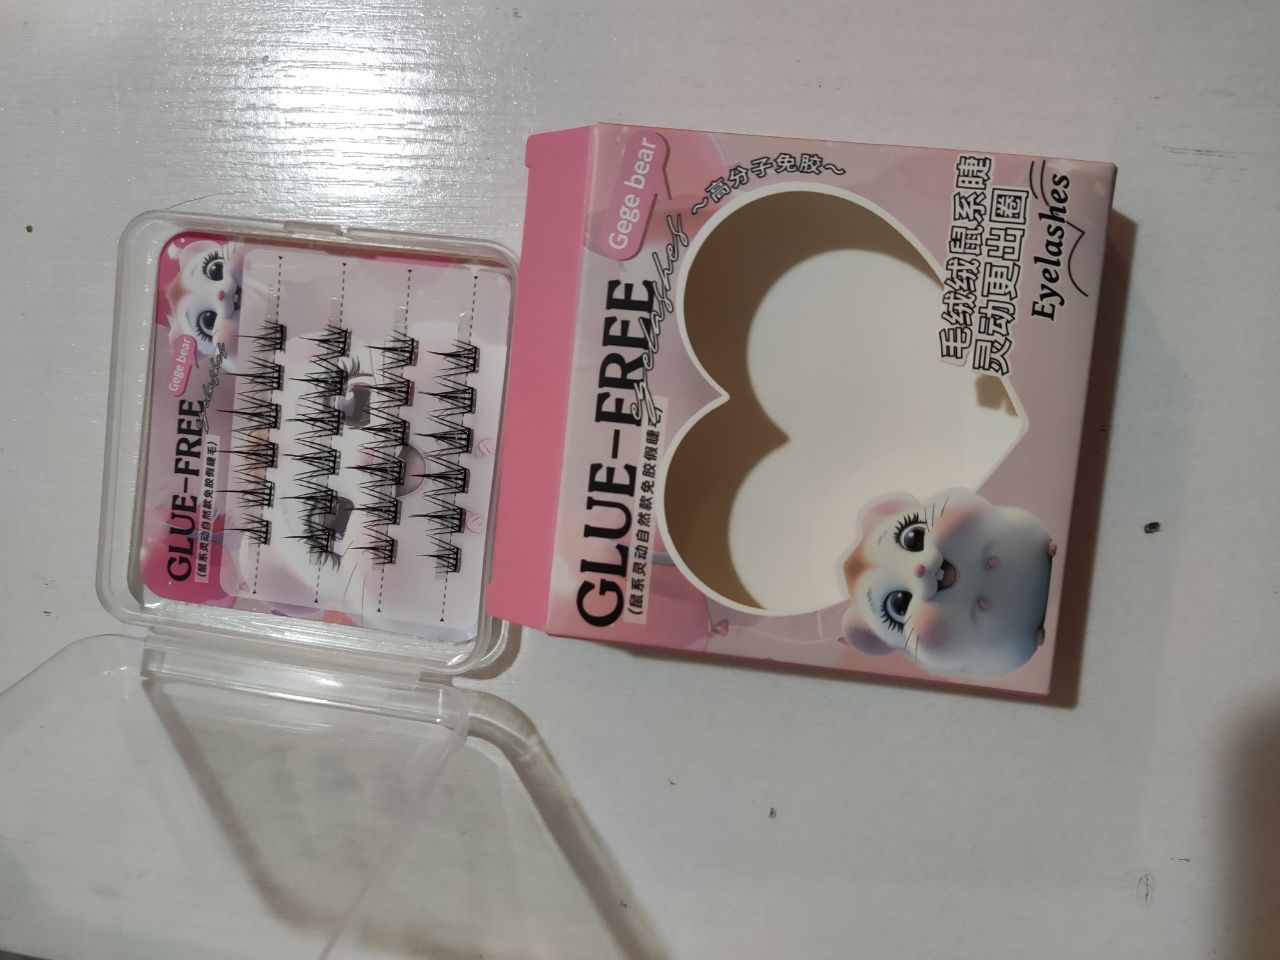 Gege bear
~高分子免胶~
GLUE-FREE
eyelashes
(鼠系灵动自然款免胶假睫毛)
毛绒绒鼠系睫
灵动更出圈
Eyelashes
Gege bear
GLUE-FREE
eyelashes
(鼠系灵动自然款免胶假睫毛)